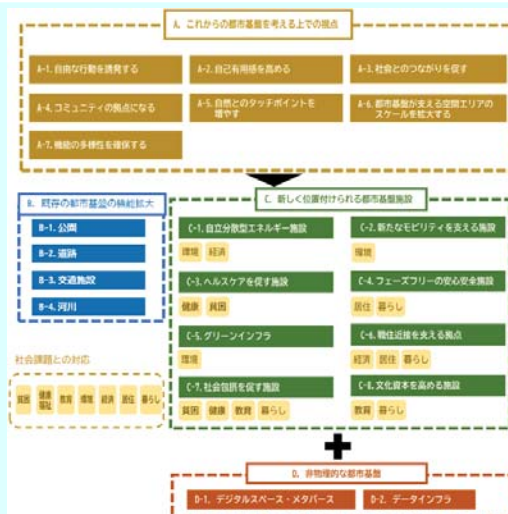 A. これからの都市基盤を考える上での視点
A-1. 自由な行動を誘発する
A-2. 自己有用感を高める
A-3. 社会とのつながりを促す
A-4. コミュニティの拠点になる
A-5. 自然とのタッチポイントを
増やす
A-6. 都市基盤が支える空間エリアの
スケールを拡大する
A-7. 機能の多様性を確保する
B. 既存の都市基盤の機能拡大
B-1. 公園
B-2. 道路
B-3. 交通施設
B-4. 河川
社会課題との対応
貧困
健康
福祉
教育
環境
経済
居住
暮らし
C. 新しく位置付けられる都市基盤施設
C-1. 自立分散型エネルギー施設
環境 経済
C-2. 新たなモビリティを支える施設
環境
C-3. ヘルスケアを促す施設
健康 貧困
C-4. フェーズフリーの安心安全施設
居住 暮らし
C-5. グリーンインフラ
環境
C-6. 職住近接を支える拠点
経済 居住 暮らし
C-7. 社会包摂を促す施設
貧困 健康 教育 暮らし
C-8. 文化資本を高める施設
教育 暮らし
+
D. 非物理的な都市基盤
D-1. デジタルスペース・メタバース
D-2. データインフラ